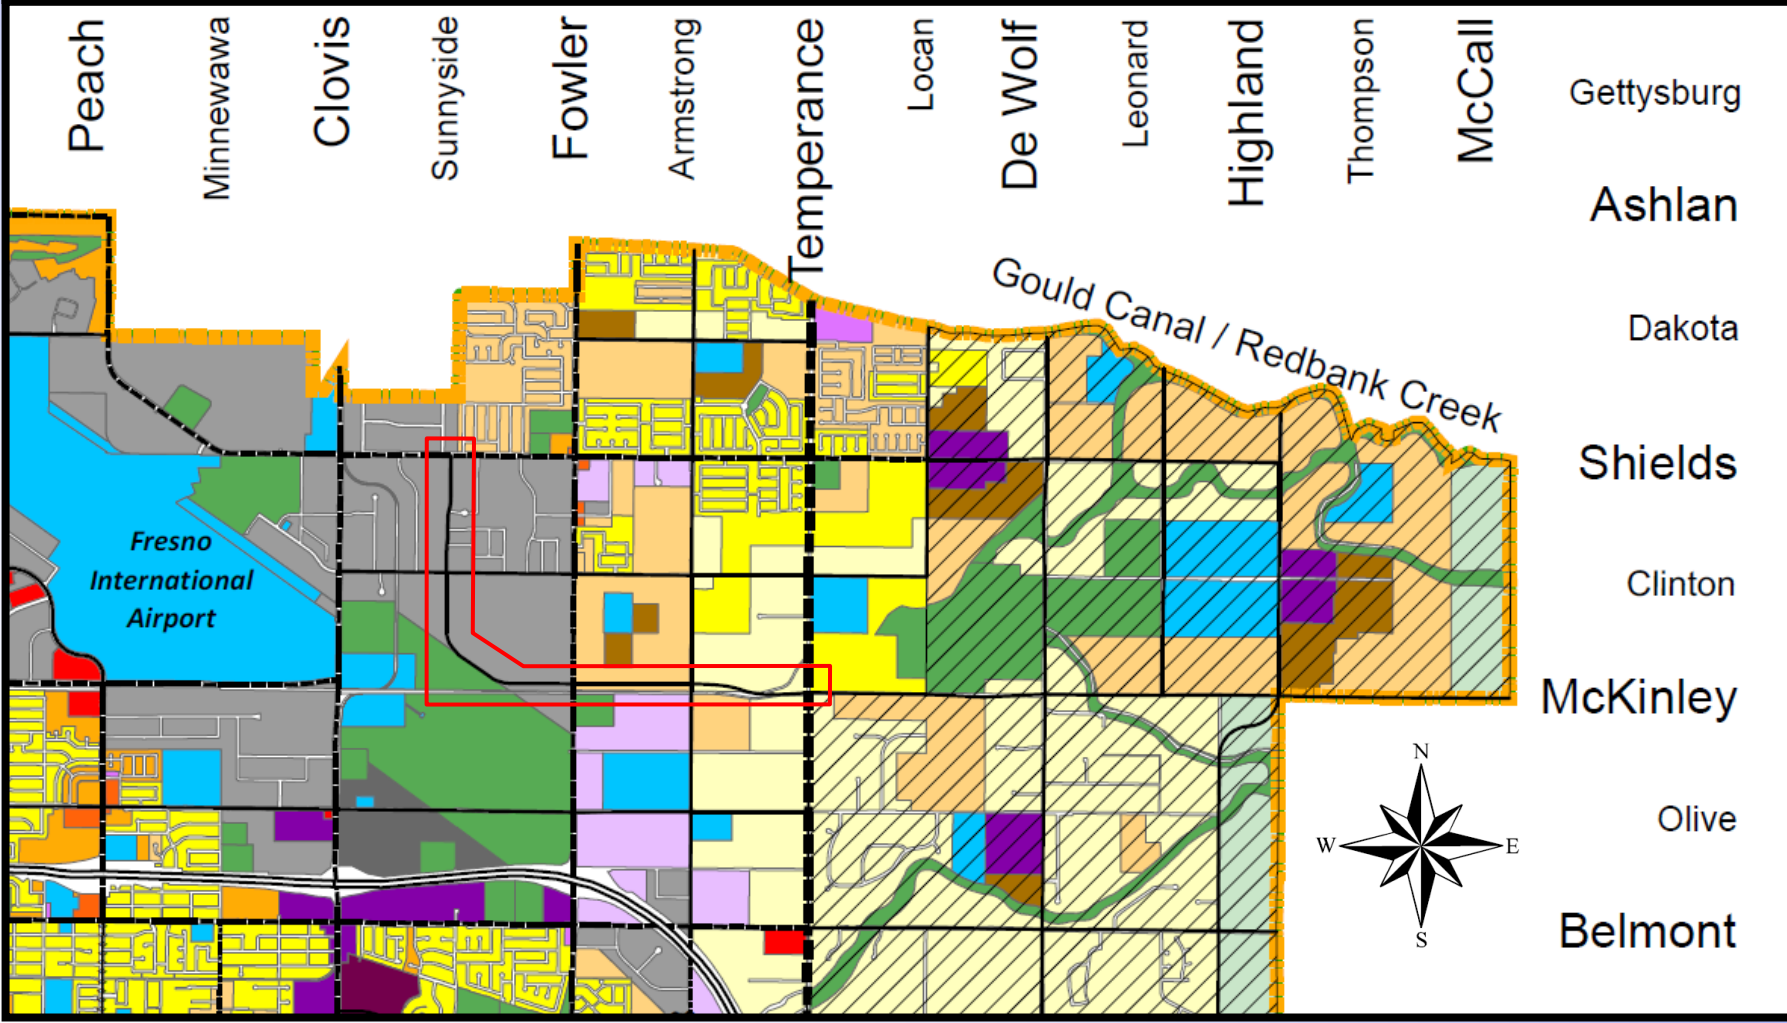 Peach
Minnewawa
Clovis
Sunnyside
Fowler
Armstrong
Temperance
Locan
De Wolf
Leonard
Highland
Thompson
McCall
Gettysburg
Ashlan
Dakota
Gould Canal / Redbank Creek
Shields
Fresno
International
Airport
Clinton
McKinley
N
W
E
S
Olive
Belmont